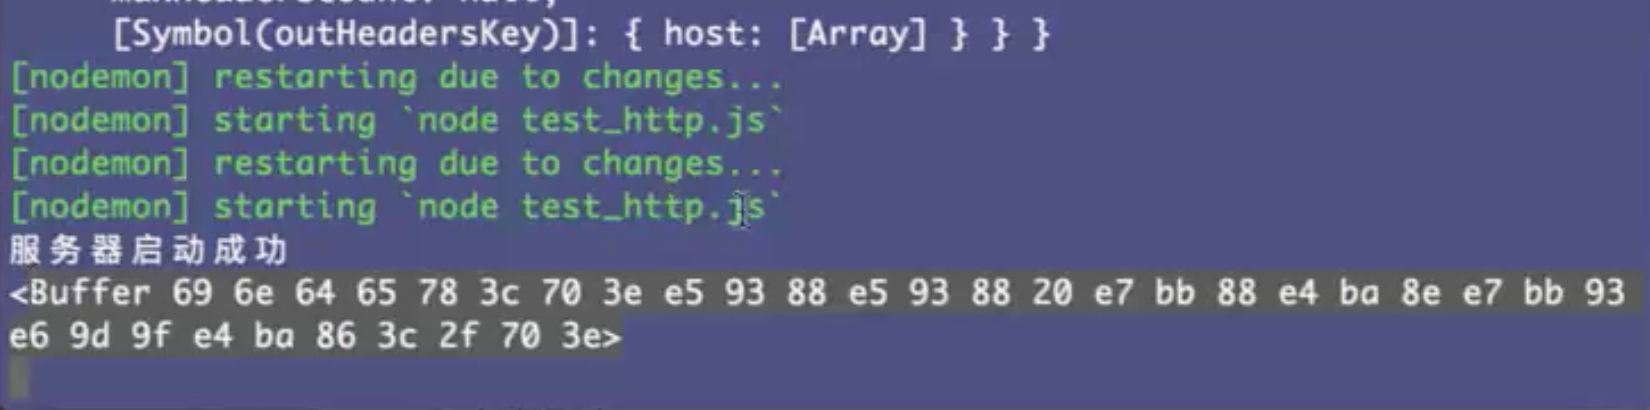 [Symbol(outHeadersKey)]: { host: [Array] } } }
[nodemon] restarting due to changes...
[nodemon] starting `node test_http.js`
[nodemon] restarting due to changes...
[nodemon] starting `node test_http.js`
服务器启动成功
<Buffer 69 6e 64 65 78 3c 70 3e e5 93 88 e5 93 88 20 e7 bb 88 e4 ba 8e e7 bb 93
e6 9d 9f e4 ba 86 3c 2f 70 3e>